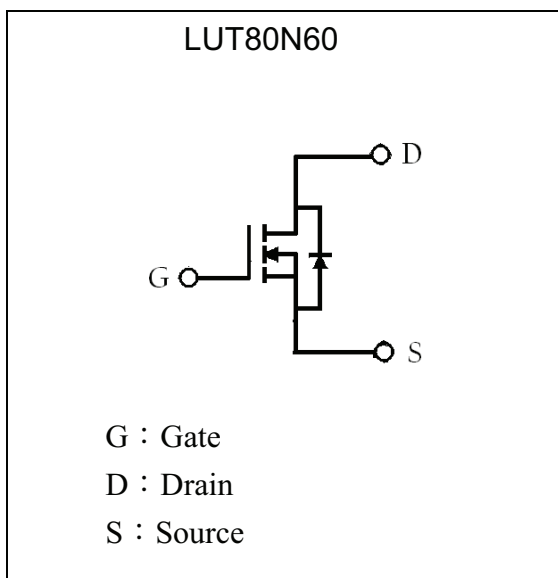 LUT80N60
D
G
S
G：Gate
D：Drain
S：Source